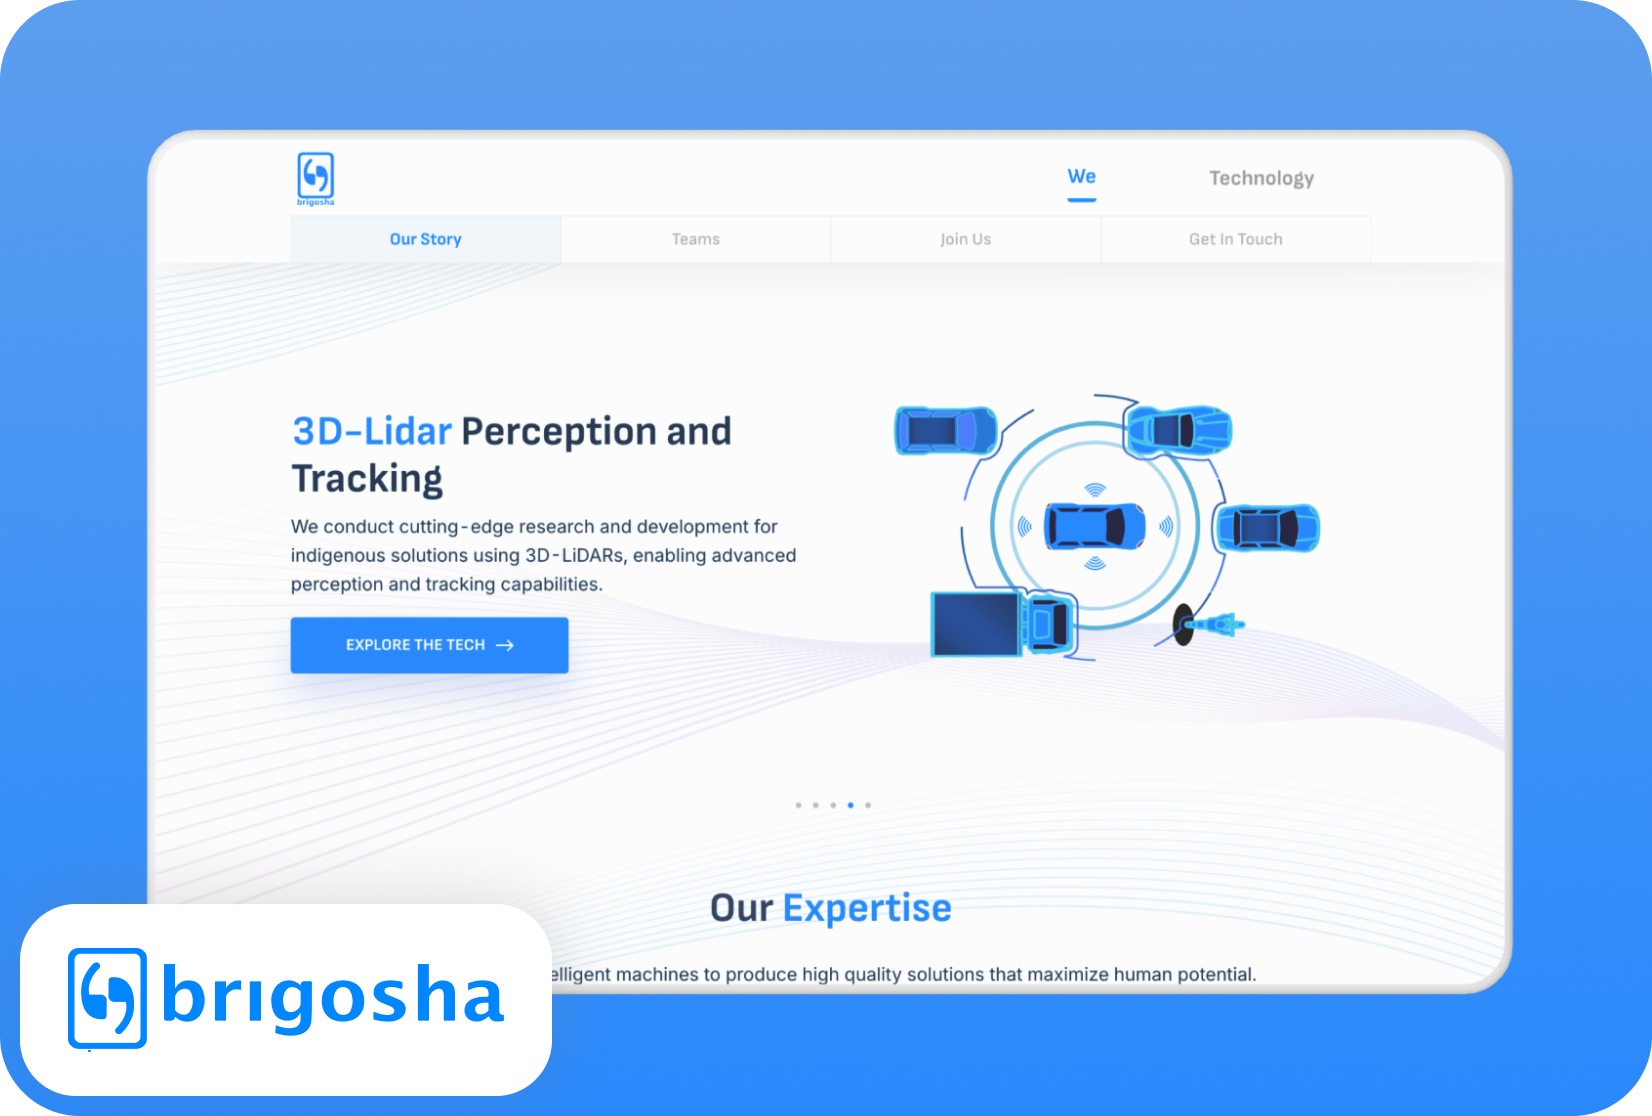 brigosha
We
Technology
Our Story
Teams
Join Us
Get In Touch
3D-Lidar Perception and
Tracking
We conduct cutting-edge research and development for
indigenous solutions using 3D-LiDARs, enabling advanced
perception and tracking capabilities.
EXPLORE THE TECH →
Our Expertise
machines to produce high quality solutions that maximize human potential.
brıgosha